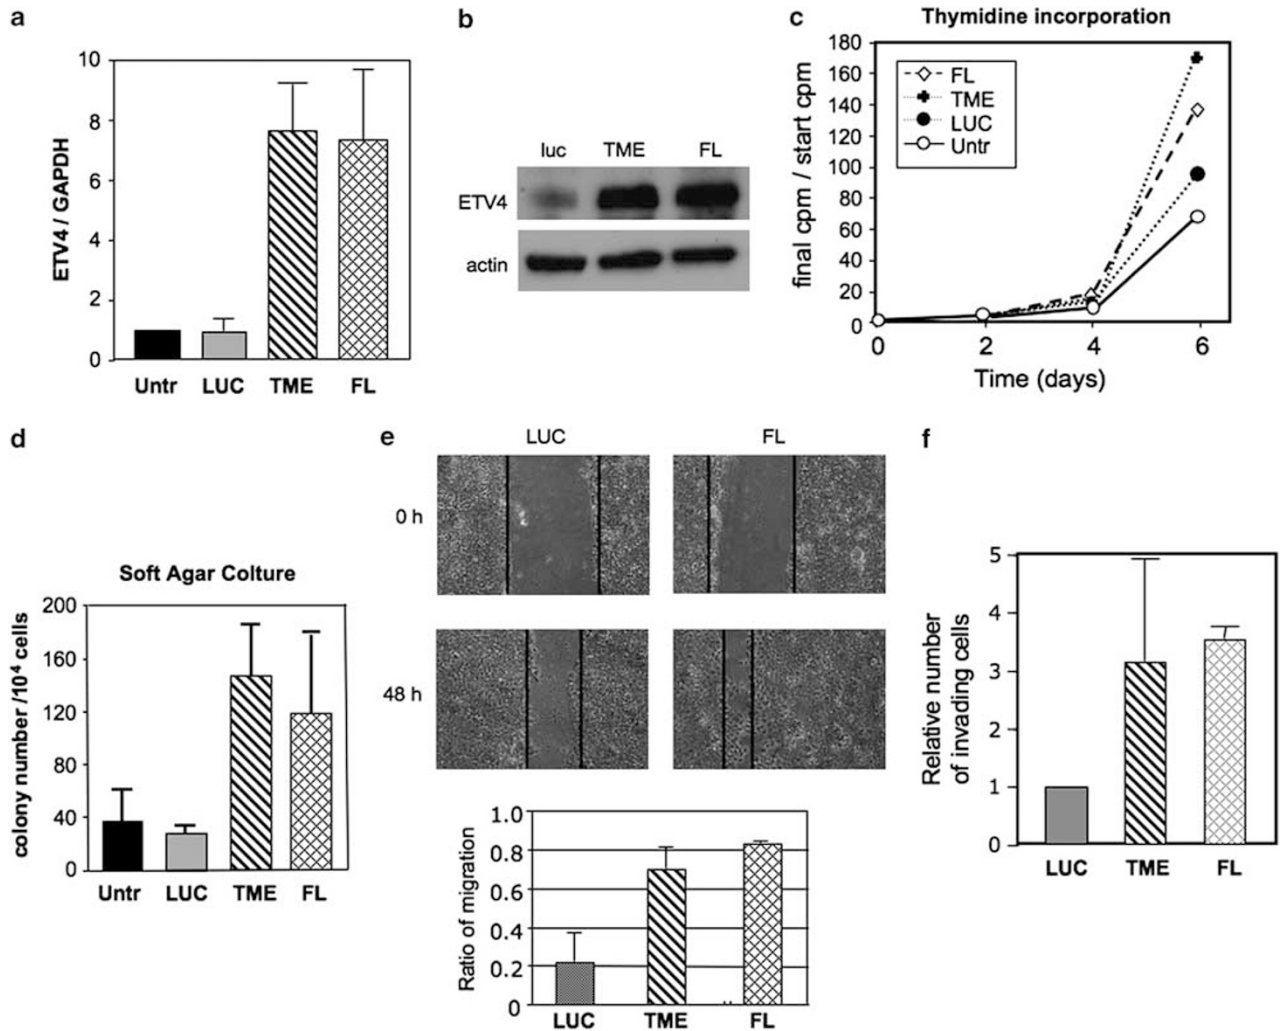 a
10
8
6
4
2
0
ETV4 / GAPDH
Untr LUC TME FL
b
luc TME FL
ETV4
actin
c
Thymidine incorporation
180
160
140
120
100
80
60
40
20
0
final cpm / start cpm
FL
TME
LUC
Untr
0 2 4 6
Time (days)
d
Soft Agar Colture
200
160
120
80
40
0
colony number /10⁴ cells
Untr LUC TME FL
e
LUC FL
0 h
48 h
1.0
0.8
0.6
0.4
0.2
0
Ratio of migration
LUC TME FL
f
5
4
3
2
1
0
Relative number
of invading cells
LUC TME FL